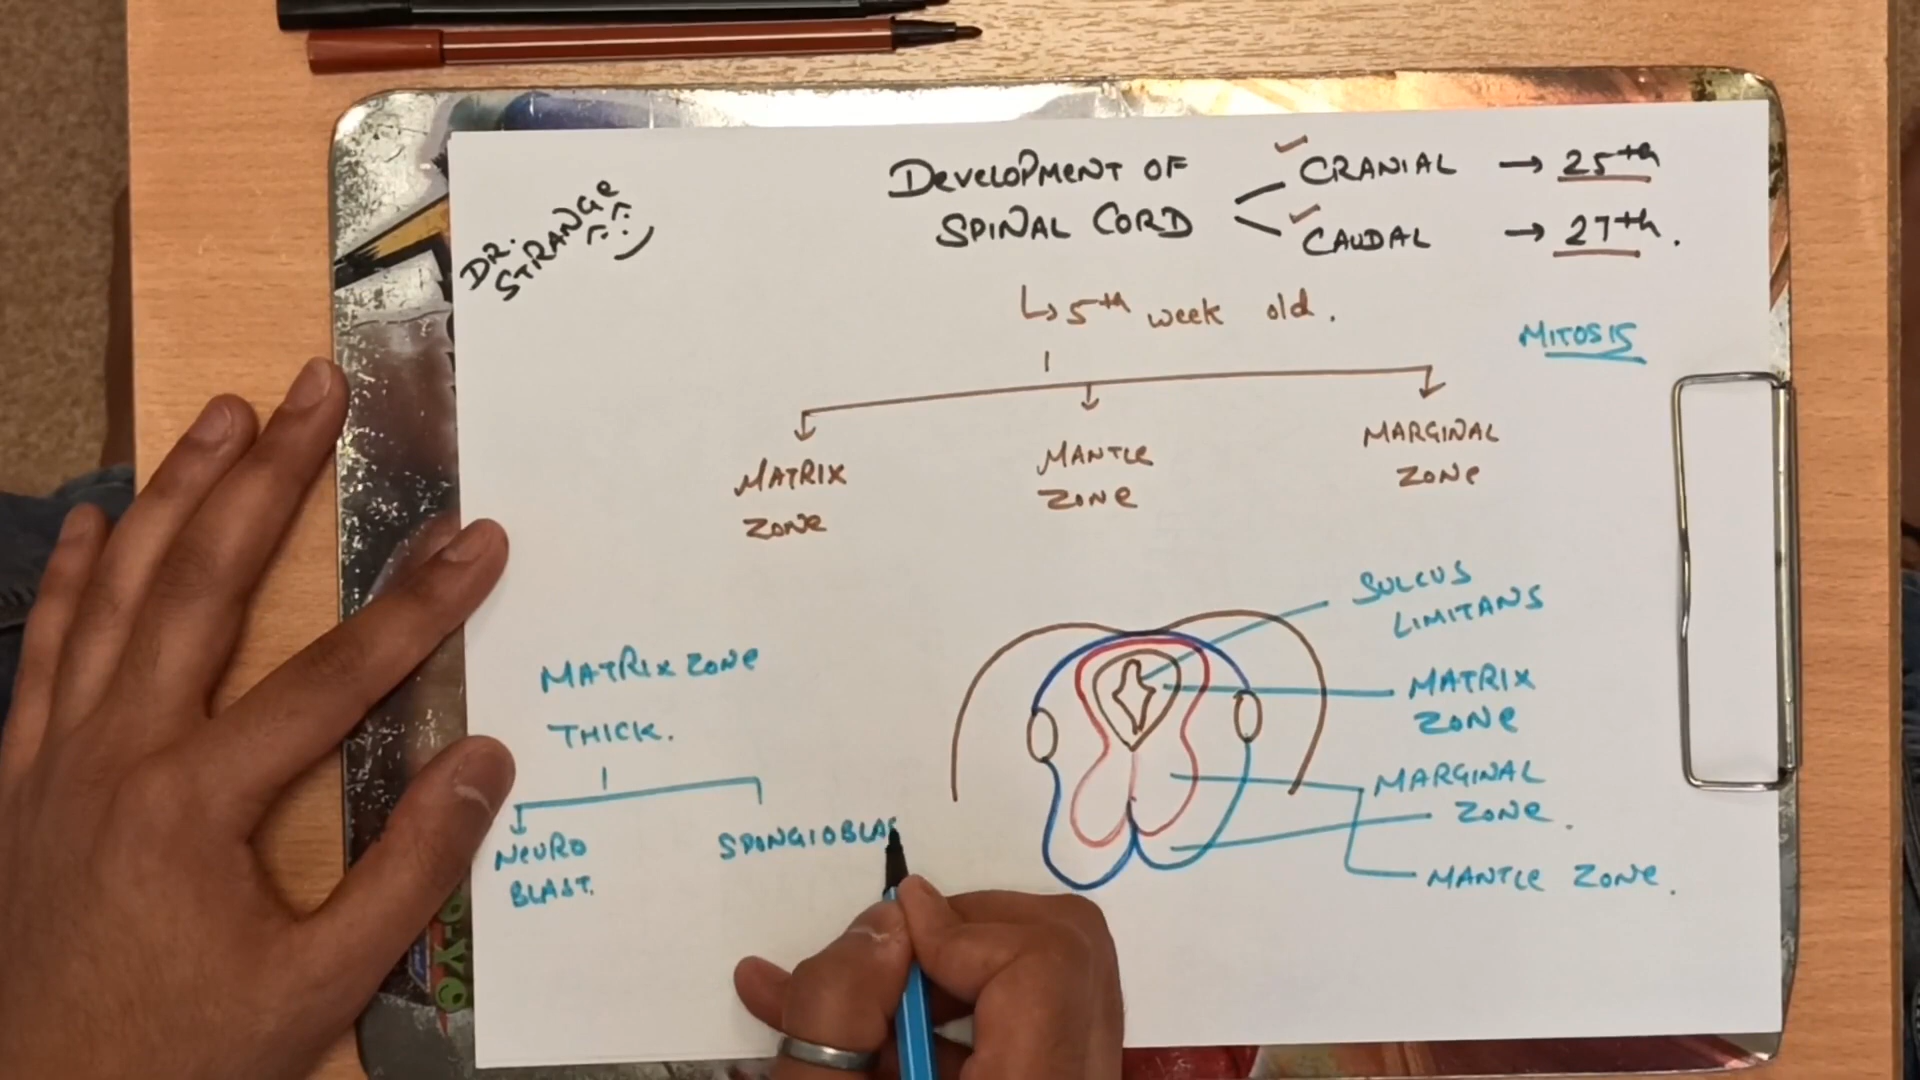 DR.
STRANGE
DEVELOPMENT OF
SPINAL CORD
CRANIAL → 25th
CAUDAL → 27th.
↳ 5th week old.
MITOSIS
MATRIX
ZONE
MANTLE
ZONE
MARGINAL
ZONE
MATRIX ZONE
THICK.
NEURO
BLAST.
SPONGIOBLAS
SULCUS
LIMITANS
MATRIX
ZONE
MARGINAL
ZONE.
MANTLE ZONE.